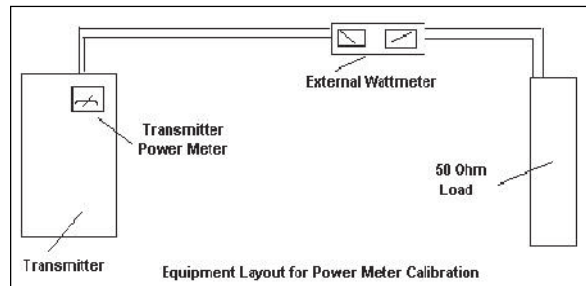 External Wattmeter
Transmitter
Power Meter
50 Ohm
Load
Transmitter
Equipment Layout for Power Meter Calibration